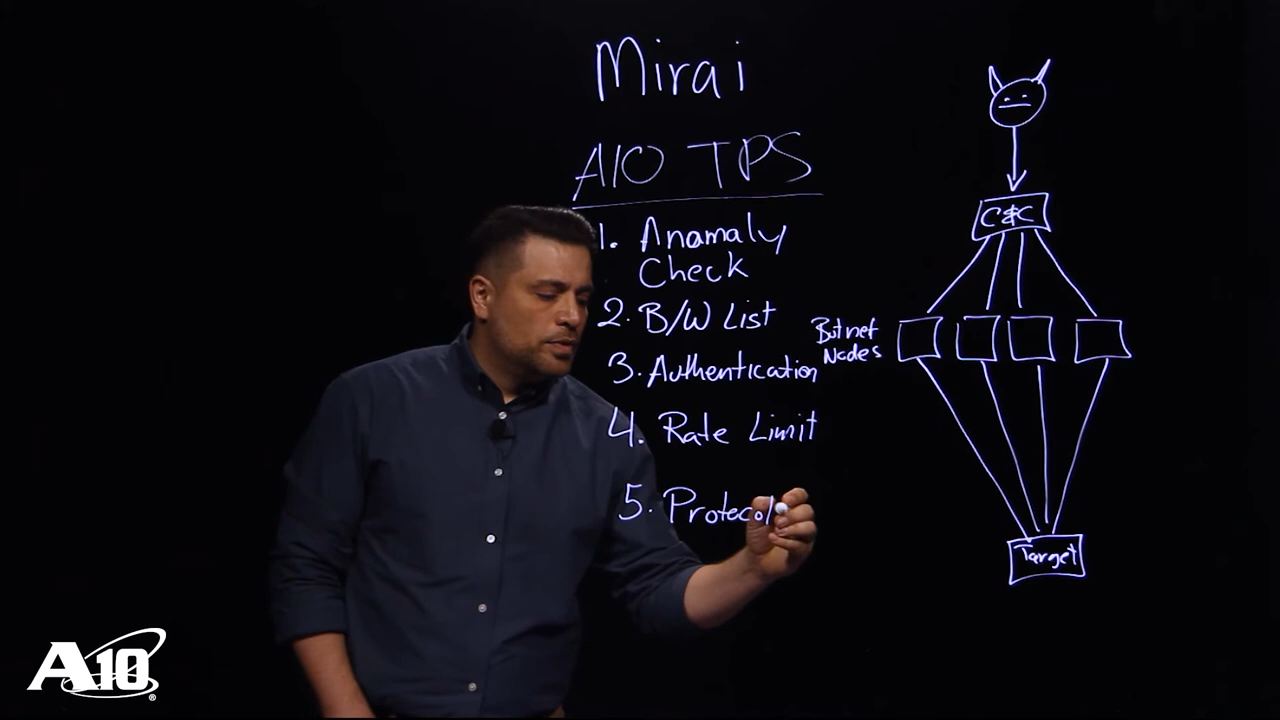 Mirai
A10 TPS
1. Anamaly
Check
2. B/W List
3. Authentication
4. Rate Limit
5. Protocol
C&C
Botnet
Nodes
Target
A10